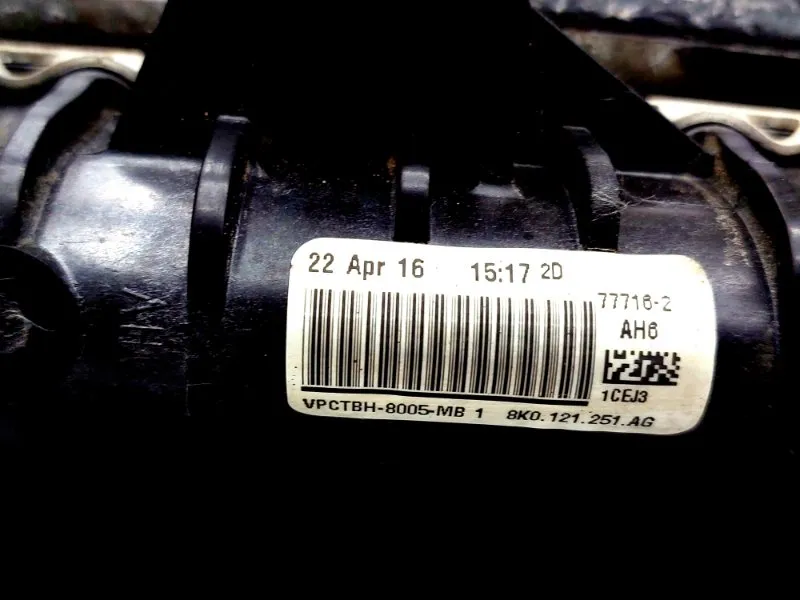 22 Apr 16 15:17 2D
77716-2
AH6
1CEJ3
VPCTBH-8005-MB 1 8K0.121.251.AG